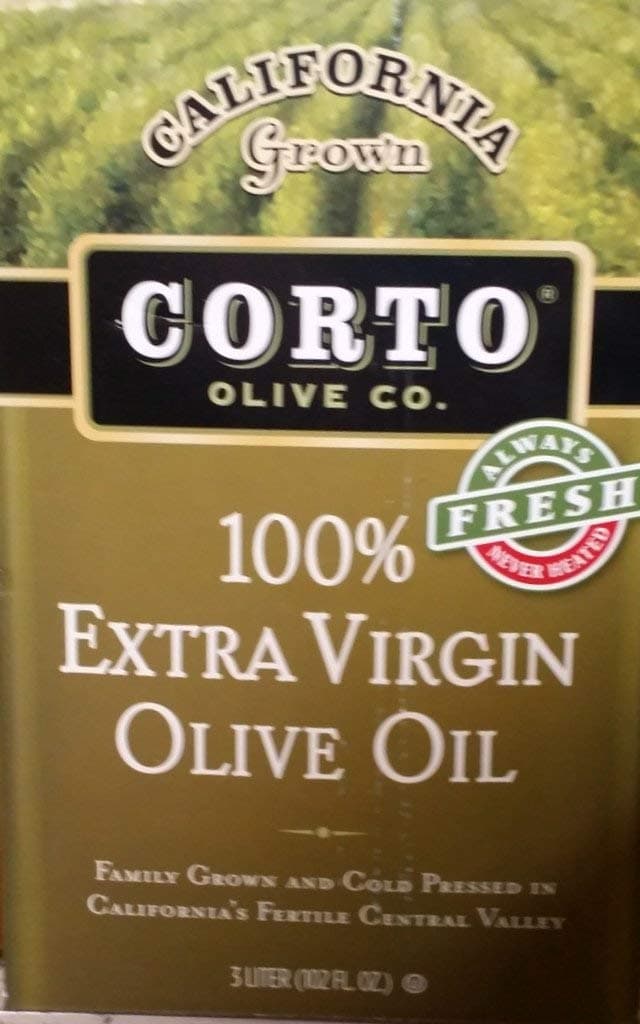 CALIFORNIA
Grown
CORTO®
OLIVE CO.
ALWAYS
FRESH
NEVER HEATED
100%
EXTRA VIRGIN
OLIVE OIL
FAMILY GROWN AND COLD PRESSED IN
CALIFORNIA'S FERTILE CENTRAL VALLEY
3 LITER (102 FL. OZ.)